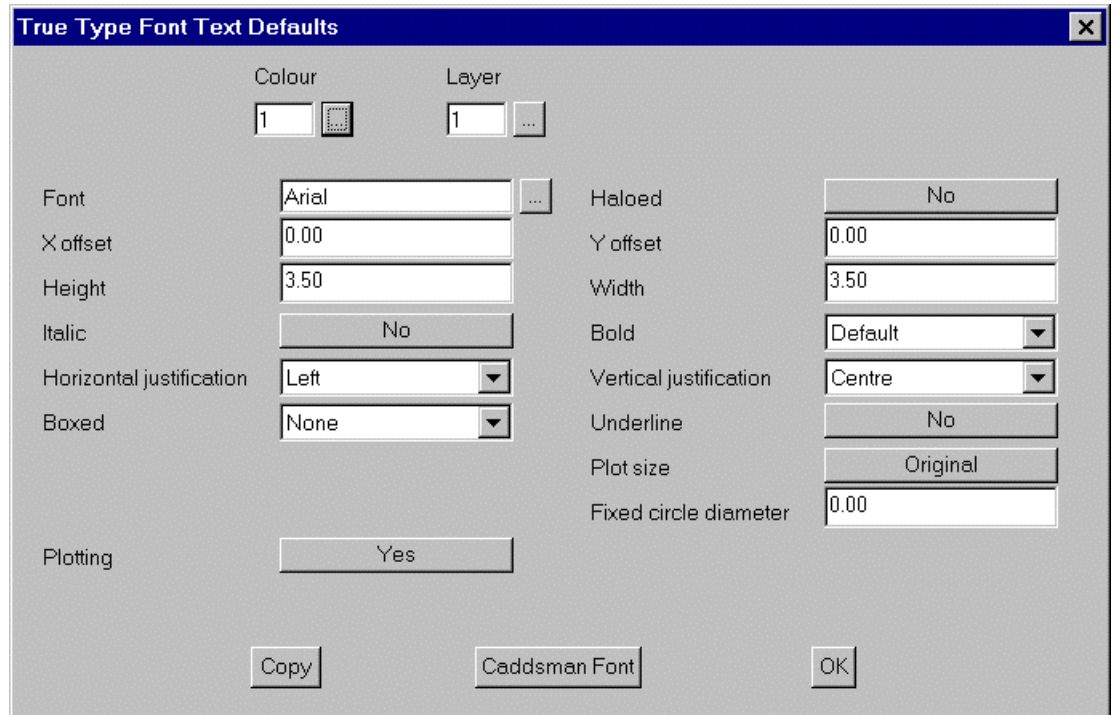 True Type Font Text Defaults
Colour Layer
1 ... 1 ...
Font Arial ... Haloed No
X offset 0.00 Y offset 0.00
Height 3.50 Width 3.50
Italic No Bold Default
Horizontal justification Left Vertical justification Centre
Boxed None Underline No
Plot size Original
Fixed circle diameter 0.00
Plotting Yes
Copy Caddsman Font OK